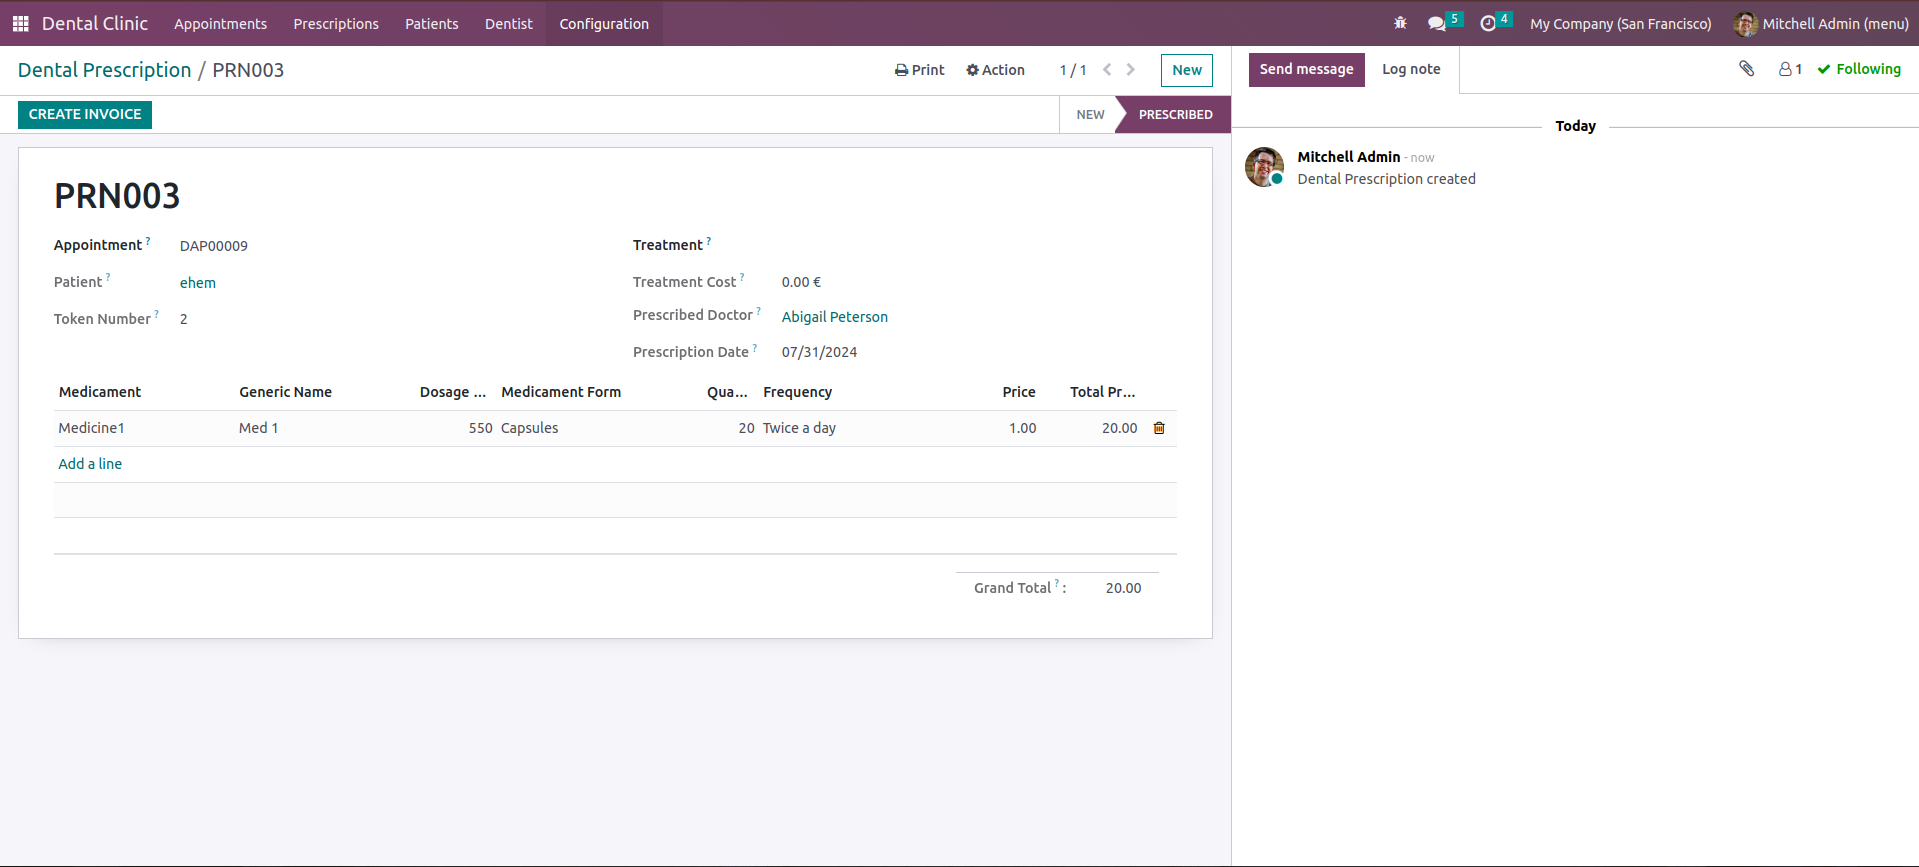 Dental Clinic Appointments Prescriptions Patients Dentist Configuration 5 4 My Company (San Francisco) Mitchell Admin (menu)
Dental Prescription / PRN003 Print Action 1 / 1 New
Send message Log note 1 Following
CREATE INVOICE NEW PRESCRIBED
Today
Mitchell Admin - now
Dental Prescription created
PRN003
Appointment ? DAP00009
Patient ? ehem
Token Number ? 2
Treatment ?
Treatment Cost ? 0.00 €
Prescribed Doctor ? Abigail Peterson
Prescription Date ? 07/31/2024
Medicament Generic Name Dosage ... Medicament Form Qua... Frequency Price Total Pr...
Medicine1 Med 1 550 Capsules 20 Twice a day 1.00 20.00
Add a line
Grand Total ? : 20.00